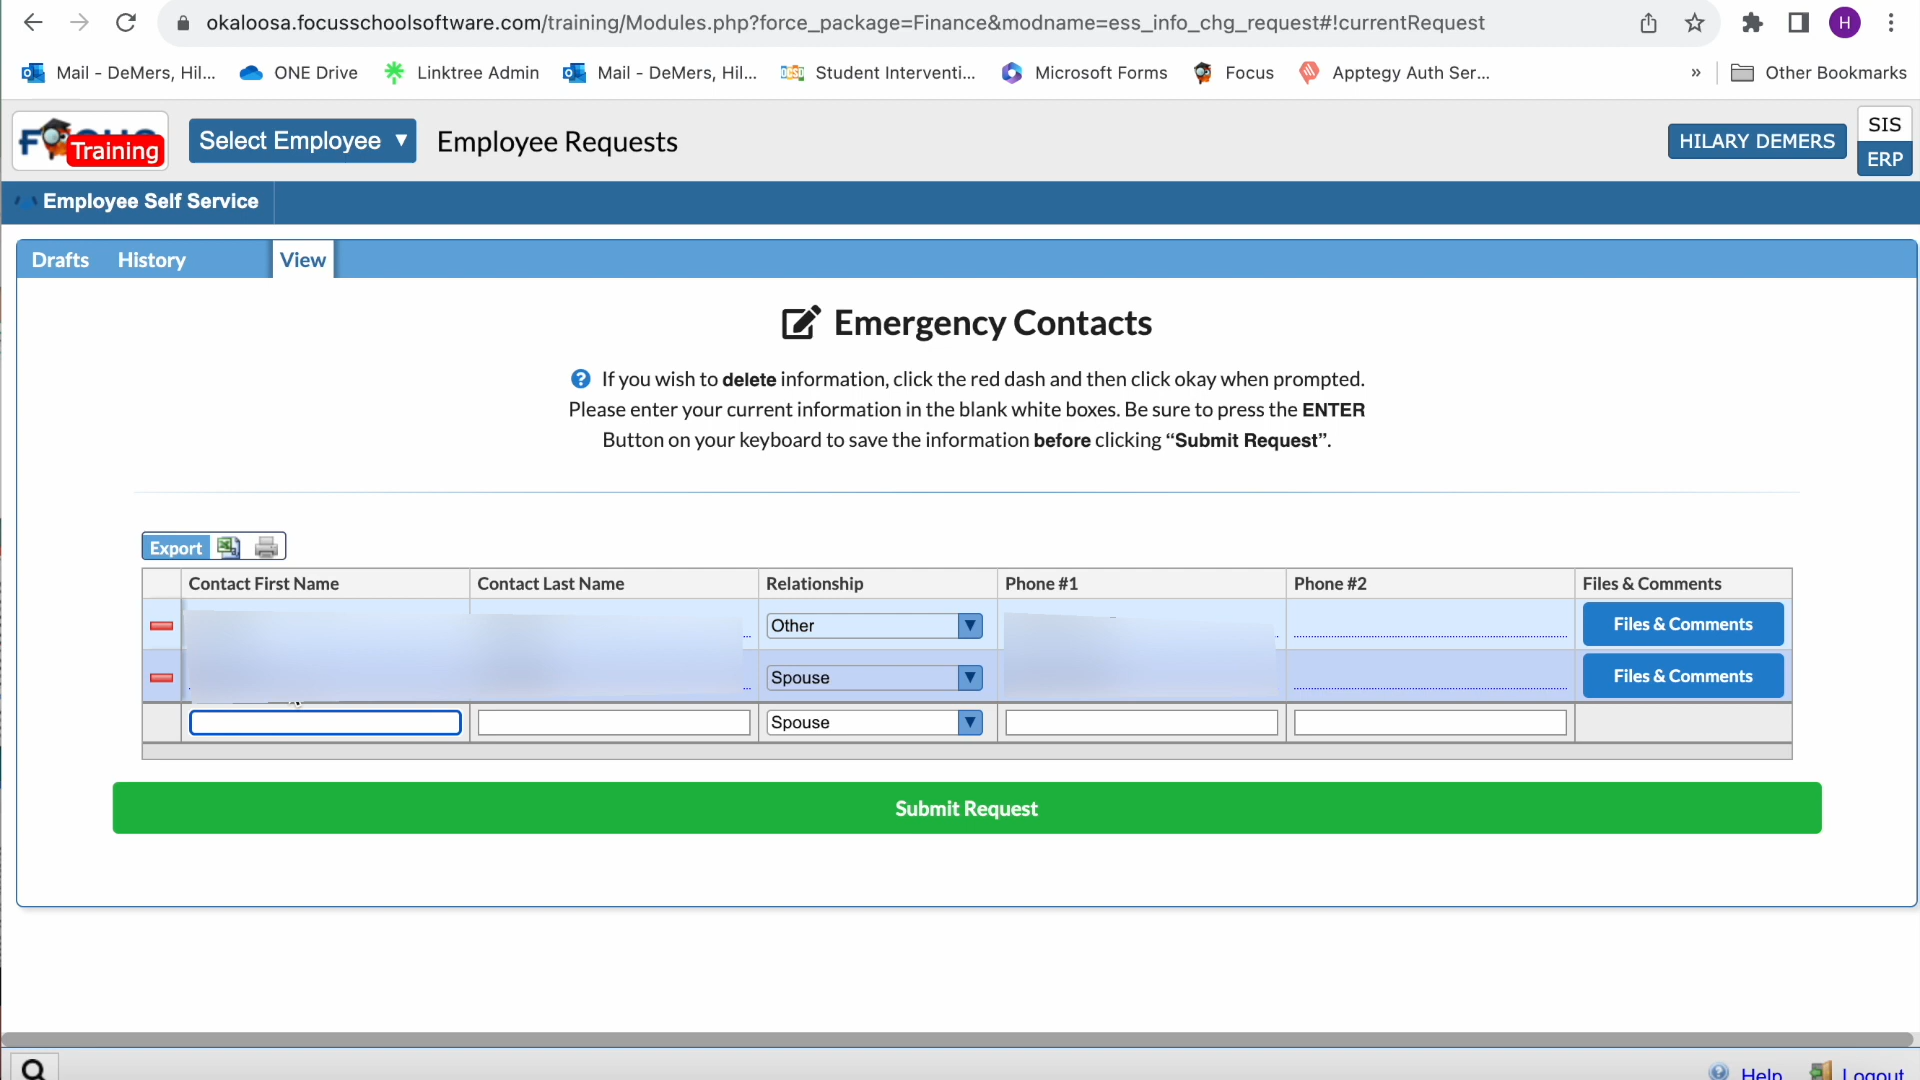 okaloosa.focusschoolsoftware.com/training/Modules.php?force_package=Finance&modname=ess_info_chg_request#!currentRequest
H
Mail - DeMers, Hil...
ONE Drive
Linktree Admin
Mail - DeMers, Hil...
Student Interventi...
Microsoft Forms
Focus
Apptegy Auth Ser...
»
Other Bookmarks
Training
Select Employee
Employee Requests
HILARY DEMERS
SIS
ERP
Employee Self Service
Drafts
History
View
Emergency Contacts
If you wish to delete information, click the red dash and then click okay when prompted.
Please enter your current information in the blank white boxes. Be sure to press the ENTER
Button on your keyboard to save the information before clicking “Submit Request”.
Export
Contact First Name
Contact Last Name
Relationship
Phone #1
Phone #2
Files & Comments
Other
Files & Comments
Spouse
Files & Comments
Spouse
Submit Request
Help
Logout